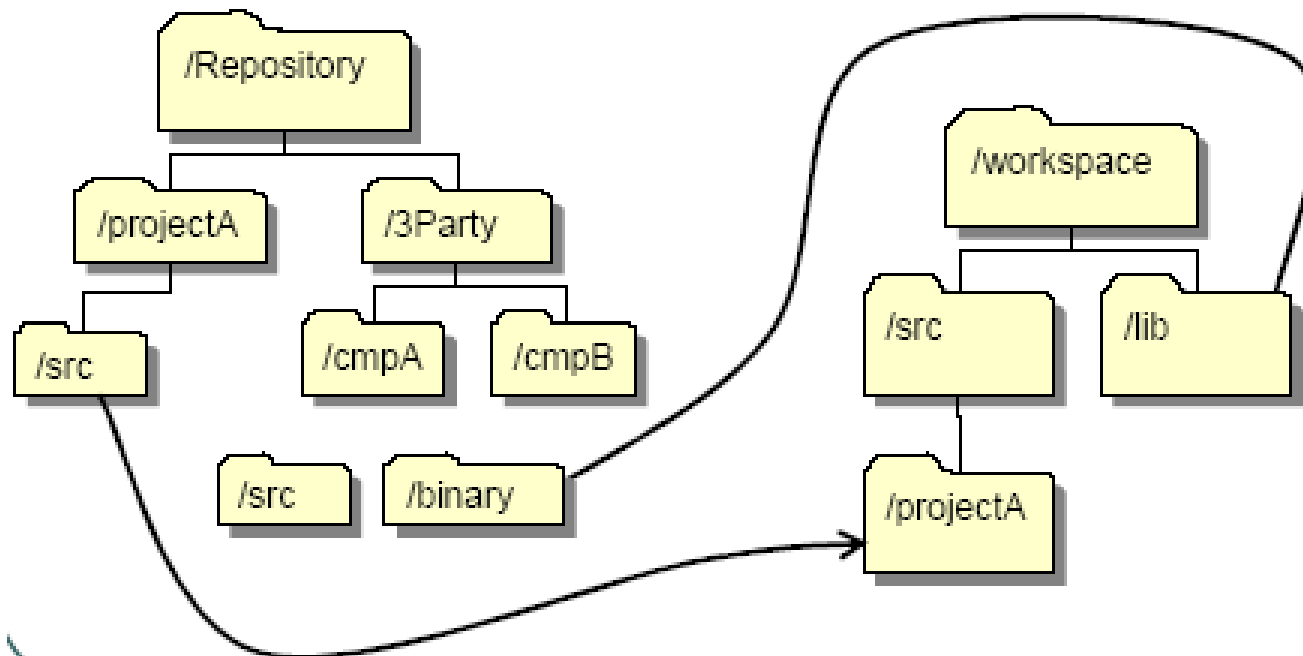 /Repository
/projectA
/3Party
/src
/cmpA
/cmpB
/src
/binary
/workspace
/src
/lib
/projectA